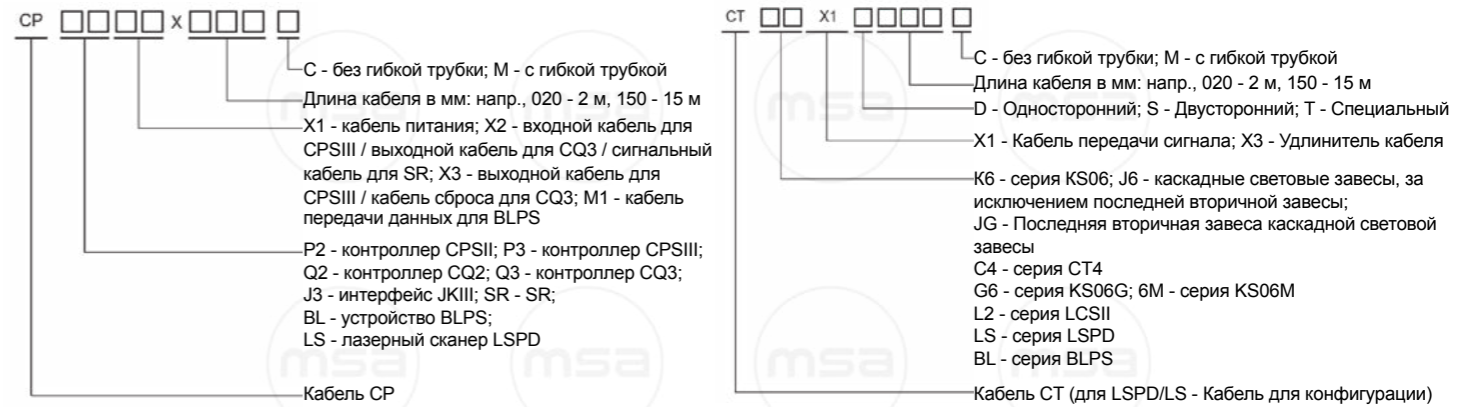 CP □□□□ X □□□ □
C - без гибкой трубки; M - с гибкой трубкой
Длина кабеля в мм: напр., 020 - 2 м, 150 - 15 м
X1 - кабель питания; X2 - входной кабель для
CPSIII / выходной кабель для CQ3 / сигнальный
кабель для SR; X3 - выходной кабель для
CPSIII / кабель сброса для CQ3; M1 - кабель
передачи данных для BLPS
P2 - контроллер CPSII; P3 - контроллер CPSIII;
Q2 - контроллер CQ2; Q3 - контроллер CQ3;
J3 - интерфейс JKIII; SR - SR;
BL - устройство BLPS;
LS - лазерный сканер LSPD
Кабель CP
CT □□ X1 □□□□ □
C - без гибкой трубки; M - с гибкой трубкой
Длина кабеля в мм: напр., 020 - 2 м, 150 - 15 м
D - Односторонний; S - Двусторонний; T - Специальный
X1 - Кабель передачи сигнала; X3 - Удлинитель кабеля
K6 - серия KS06; J6 - каскадные световые завесы, за
исключением последней вторичной завесы;
JG - Последняя вторичная завеса каскадной световой
завесы
C4 - серия CT4
G6 - серия KS06G; 6M - серия KS06M
L2 - серия LCSII
LS - серия LSPD
BL - серия BLPS
Кабель CT (для LSPD/LS - Кабель для конфигурации)
msa
msa
msa
msa